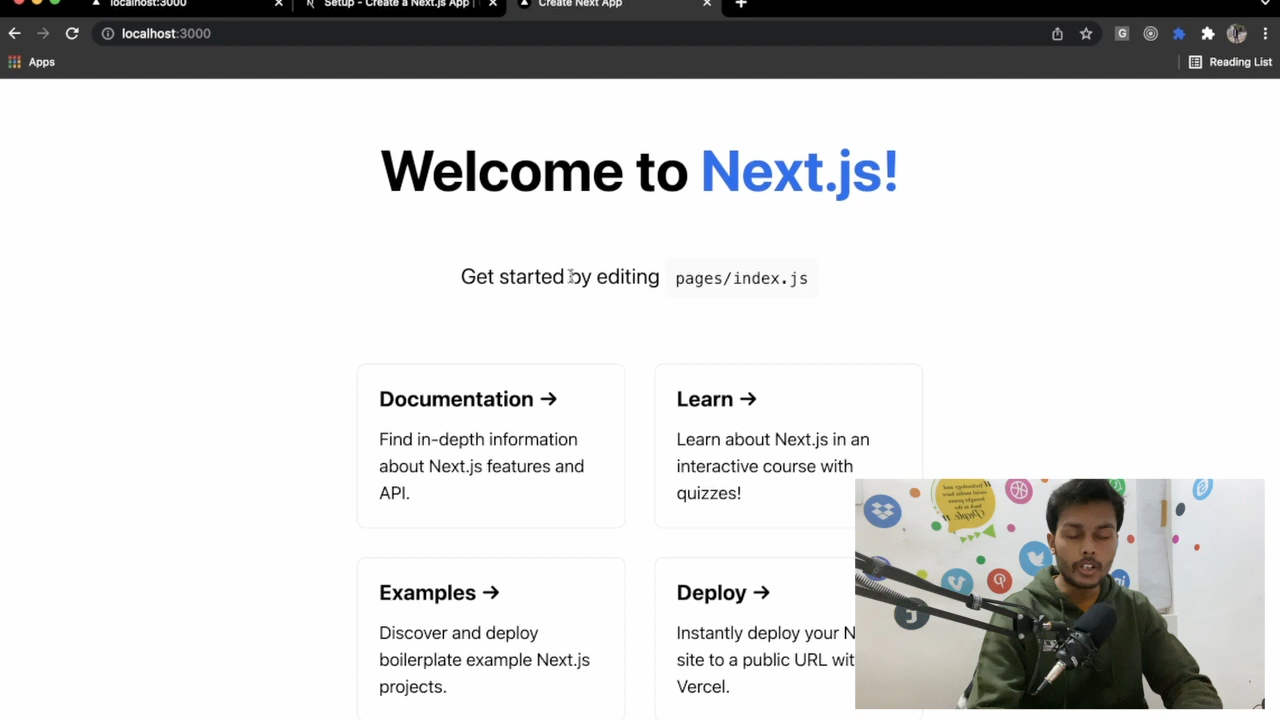 localhost:3000
Setup - Create a Next.js App |
Create Next App
localhost:3000
G
Apps
Reading List
Welcome to Next.js!
Get started by editing pages/index.js
Documentation →
Find in-depth information
about Next.js features and
API.
Learn →
Learn about Next.js in an
interactive course with
quizzes!
Examples →
Discover and deploy
boilerplate example Next.js
projects.
Deploy →
Instantly deploy your N
site to a public URL wit
Vercel.
People
J